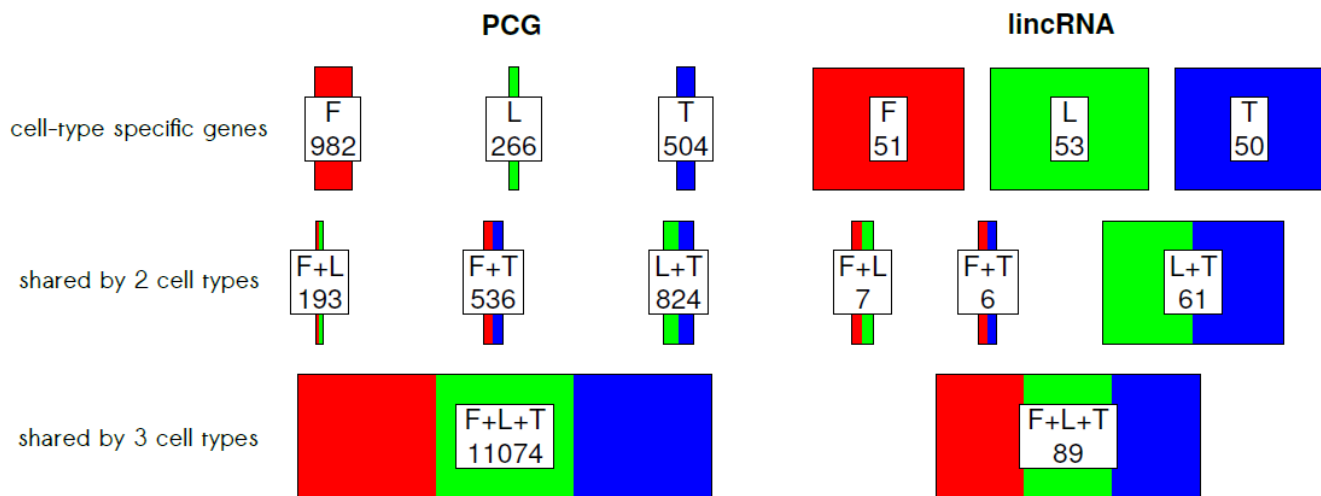 PCG lincRNA
cell-type specific genes
F
982
L
266
T
504
F
51
L
53
T
50
shared by 2 cell types
F+L
193
F+T
536
L+T
824
F+L
7
F+T
6
L+T
61
shared by 3 cell types
F+L+T
11074
F+L+T
89